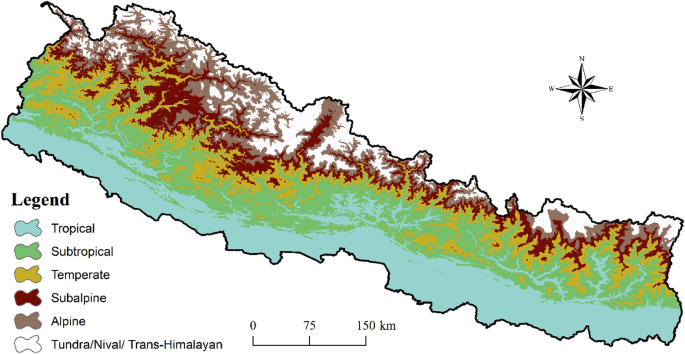 N
W E
S
Legend
Tropical
Subtropical
Temperate
Subalpine
Alpine
Tundra/Nival/ Trans-Himalayan
0 75 150 km